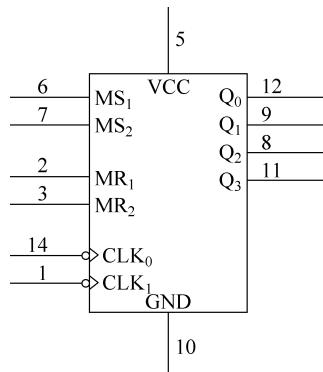 5
VCC
6 MS₁ Q₀ 12
7 MS₂ Q₁ 9
Q₂ 8
2 MR₁ Q₃ 11
3 MR₂
14 CLK₀
1 CLK₁
GND
10